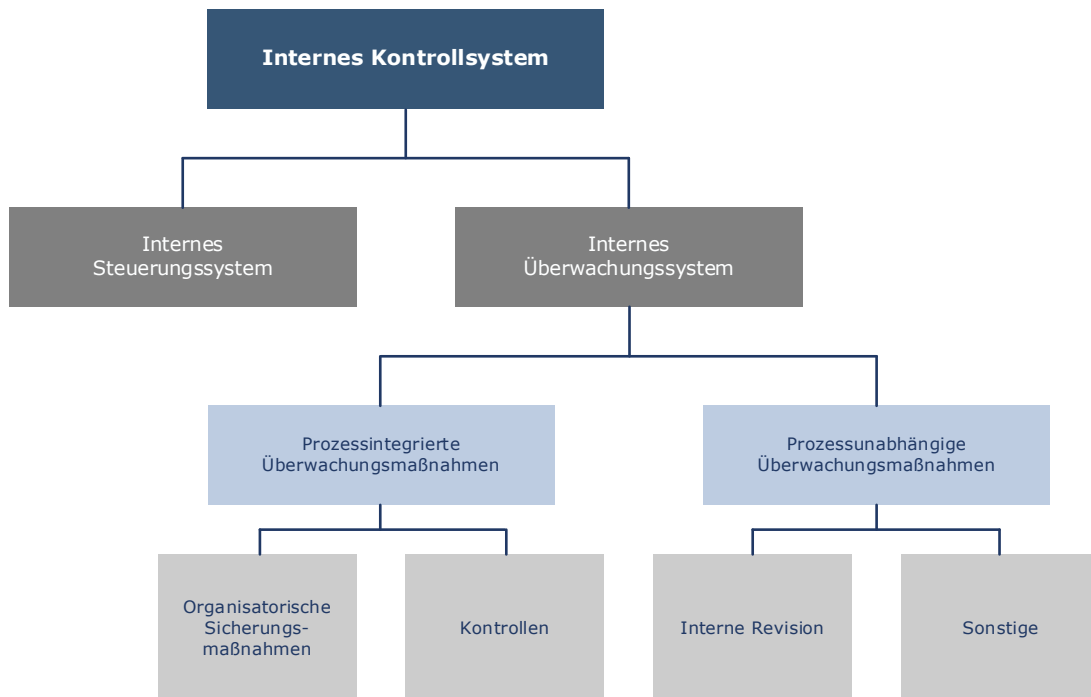 Internes Kontrollsystem
Internes
Steuerungssystem
Internes
Überwachungssystem
Prozessintegrierte
Überwachungsmaßnahmen
Prozessunabhängige
Überwachungsmaßnahmen
Organisatorische
Sicherungs-
maßnahmen
Kontrollen
Interne Revision
Sonstige